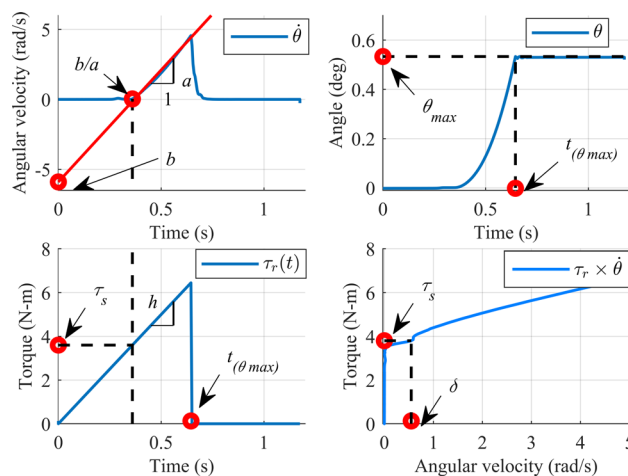 Angular velocity (rad/s)
5
0
-5
b/a
a
1
b
θ̇
0
0.5
1
Time (s)
Angle (deg)
0.6
0.4
0.2
0
θ
θmax
t(θ max)
0
0.5
1
Time (s)
Torque (N-m)
8
6
4
2
0
τs
h
τr(t)
t(θ max)
0
0.5
1
Time (s)
Torque (N-m)
8
6
4
2
0
τs
τr × θ̇
δ
0
1
2
3
4
5
Angular velocity (rad/s)